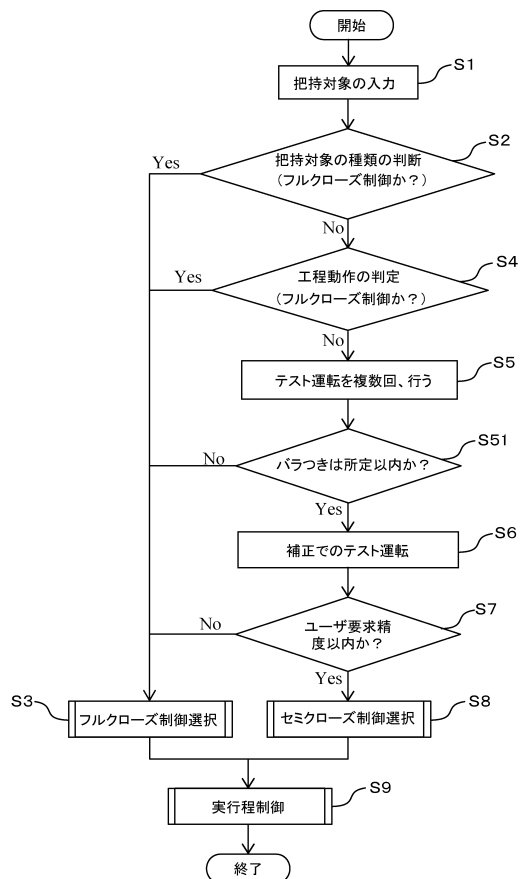 開始
把持対象の入力
S1
把持対象の種類の判断
(フルクローズ制御か?)
S2
Yes
No
工程動作の判定
(フルクローズ制御か?)
S4
Yes
No
テスト運転を複数回、行う
S5
バラつきは所定以内か?
S51
No
Yes
補正でのテスト運転
S6
ユーザ要求精
度以内か?
S7
No
Yes
S3
フルクローズ制御選択
セミクローズ制御選択
S8
実行程制御
S9
終了